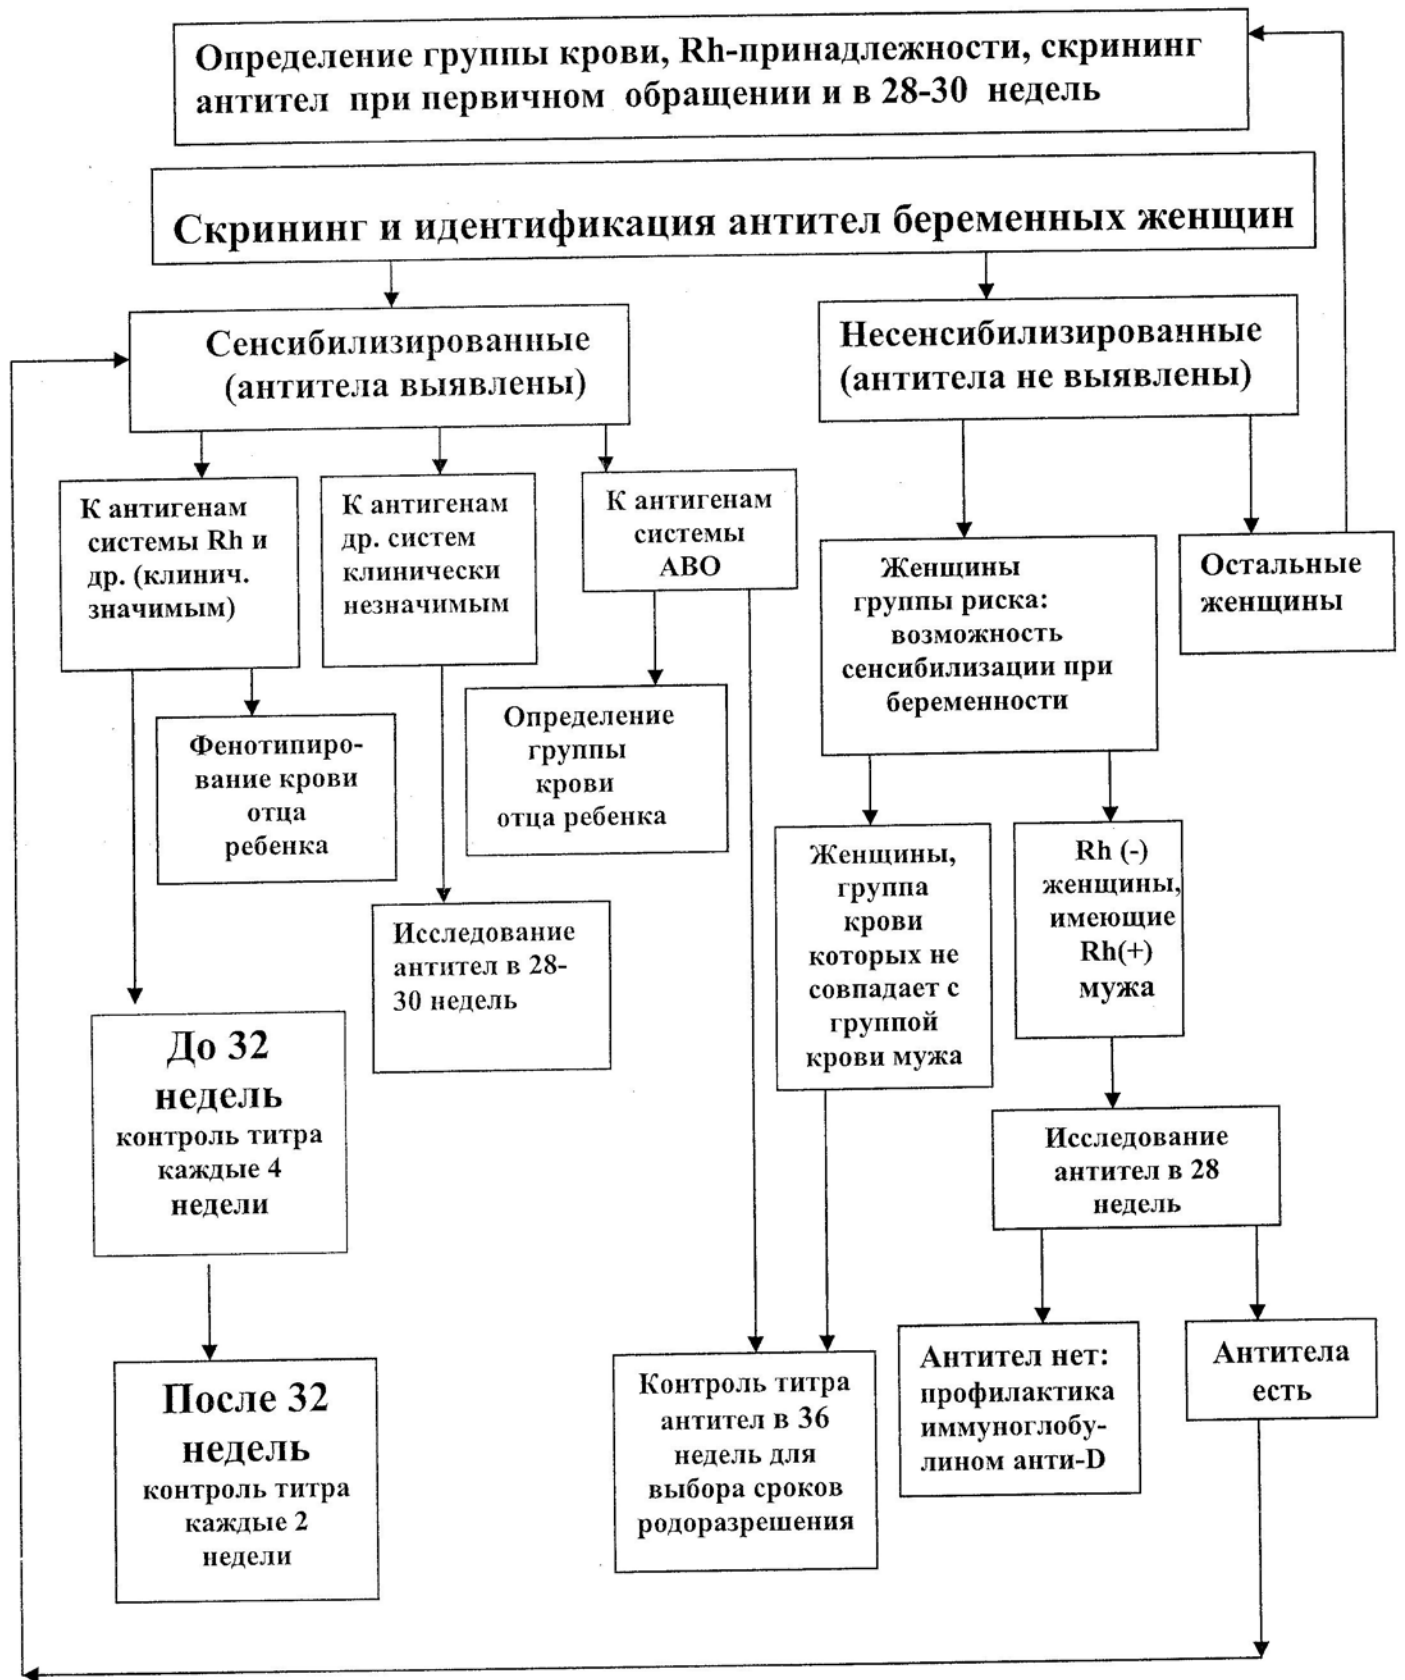 Определение группы крови, Rh-принадлежности, скрининг
антител при первичном обращении и в 28-30 недель
Скрининг и идентификация антител беременных женщин
Сенсибилизированные
(антитела выявлены)
Несенсибилизированные
(антитела не выявлены)
К антигенам
системы Rh и
др. (клинич.
значимым)
К антигенам
др. систем
клинически
незначимым
К антигенам
системы
АВО
Женщины
группы риска:
возможность
сенсибилизации при
беременности
Остальные
женщины
Фенотипиро-
вание крови
отца
ребенка
Определение
группы
крови
отца ребенка
Женщины,
группа
крови
которых не
совпадает с
группой
крови мужа
Rh (-)
женщины,
имеющие
Rh(+)
мужа
Исследование
антител в 28-
30 недель
До 32
недель
контроль титра
каждые 4
недели
Исследование
антител в 28
недель
После 32
недель
контроль титра
каждые 2
недели
Контроль титра
антител в 36
недель для
выбора сроков
родоразрешения
Антител нет:
профилактика
иммуноглобу-
лином анти-D
Антитела
есть